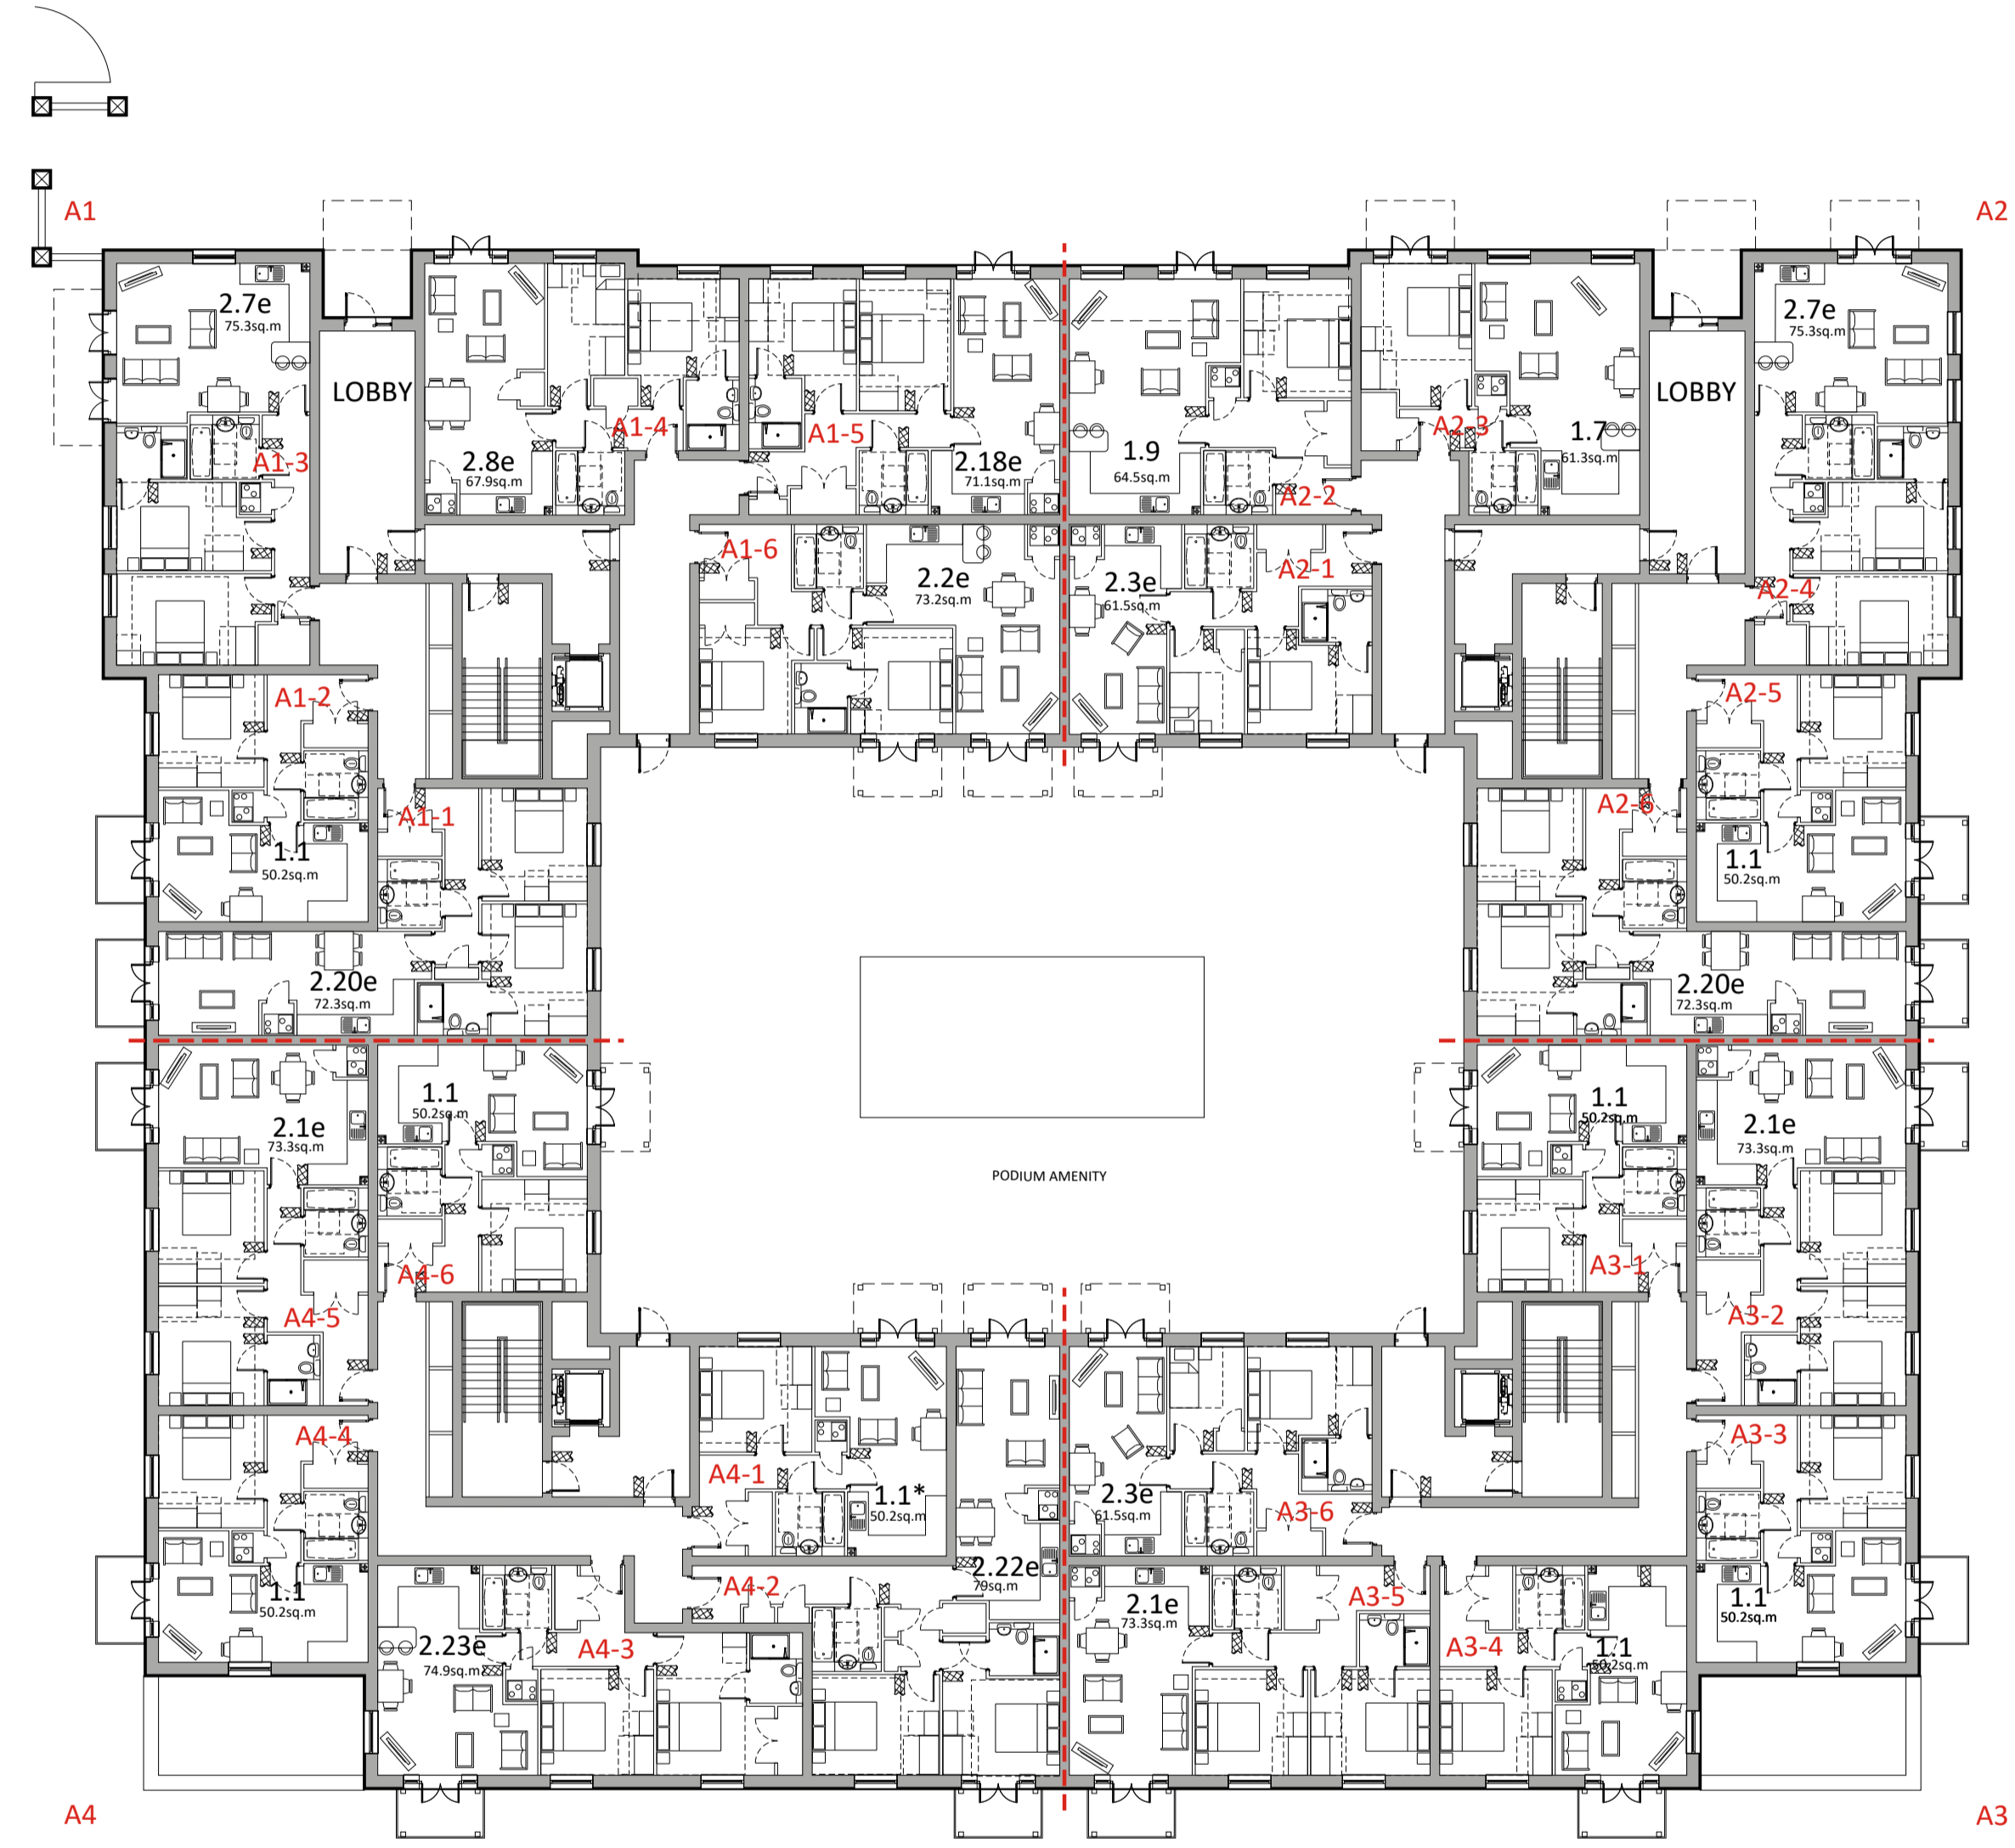 A1
A2
2.7e
75.3sq.m
LOBBY
A1-3
2.8e
67.9sq.m
A1-4
A1-5
2.18e
71.1sq.m
1.9
64.5sq.m
A2-2
A2-3
1.7
61.3sq.m
LOBBY
2.7e
75.3sq.m
A1-6
2.2e
73.2sq.m
2.3e
61.5sq.m
A2-1
A2-4
A1-2
1.1
50.2sq.m
A1-1
2.20e
72.3sq.m
A2-5
A2-6
1.1
50.2sq.m
2.20e
72.3sq.m
2.1e
73.3sq.m
1.1
50.2sq.m
A4-6
A4-5
PODIUM AMENITY
1.1
50.2sq.m
A3-1
2.1e
73.3sq.m
A3-2
A4-4
1.1
50.2sq.m
A4-1
1.1*
50.2sq.m
2.22e
79sq.m
A4-2
2.3e
61.5sq.m
A3-6
A3-3
1.1
50.2sq.m
2.23e
74.9sq.m
A4-3
2.1e
73.3sq.m
A3-5
A3-4
1.1
50.2sq.m
A4
A3